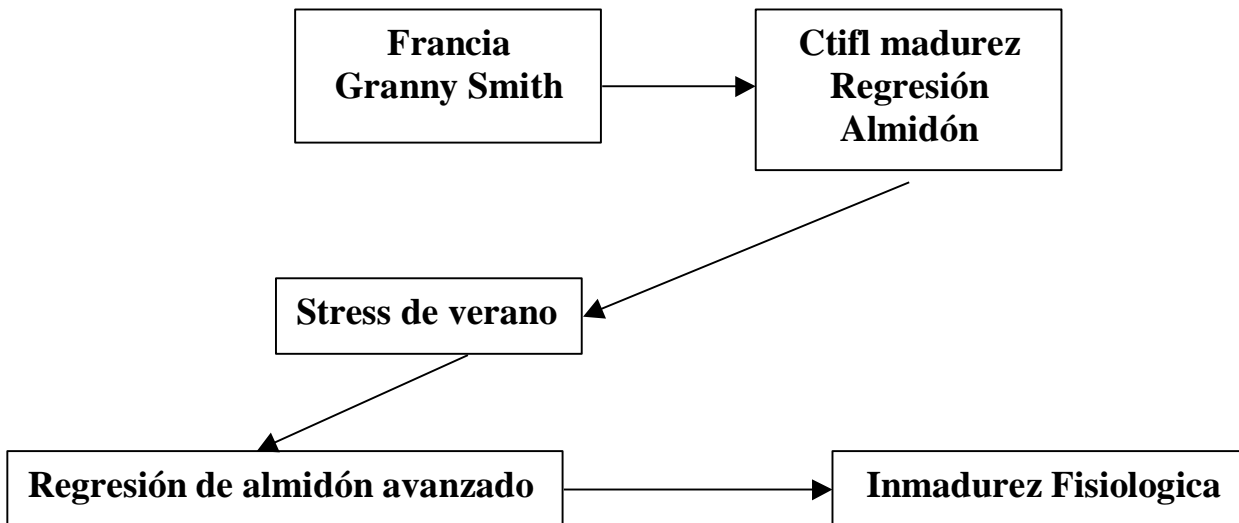 Francia
Granny Smith
Ctifl madurez
Regresión
Almidón
Stress de verano
Regresión de almidón avanzado
Inmadurez Fisiologica